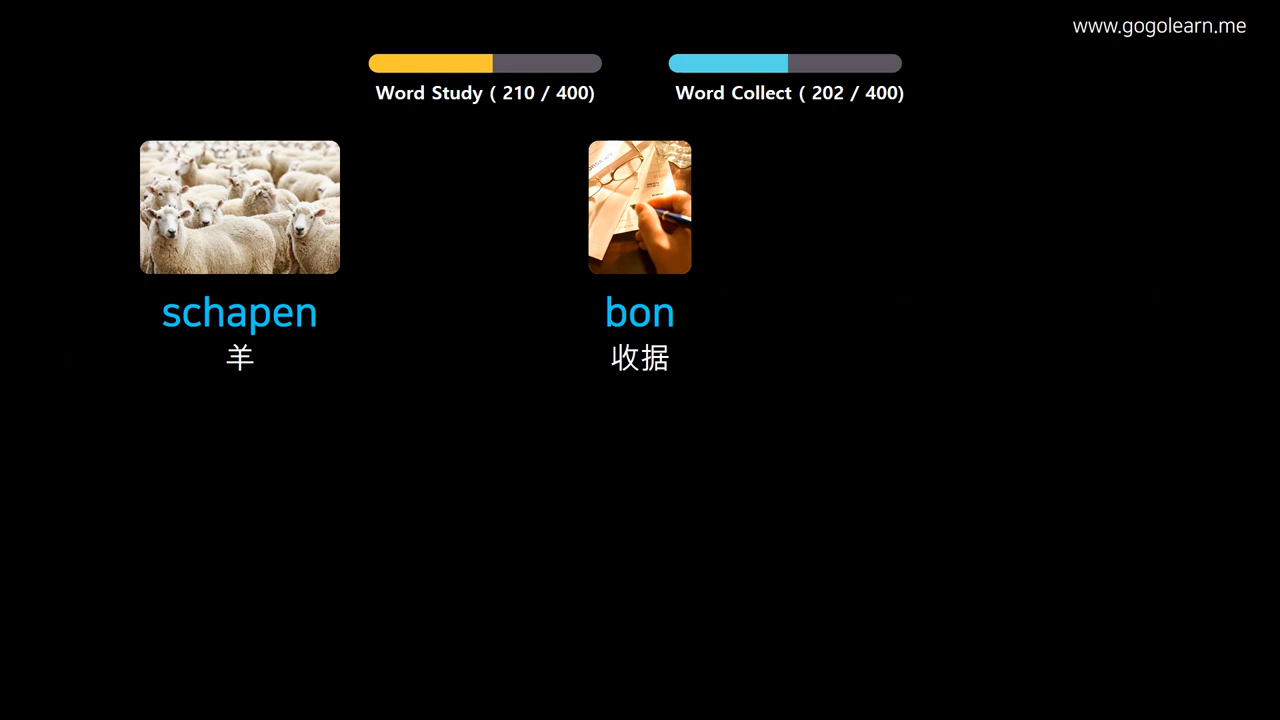 www.gogolearn.me
Word Study ( 210 / 400)
Word Collect ( 202 / 400)
schapen
羊
bon
收据